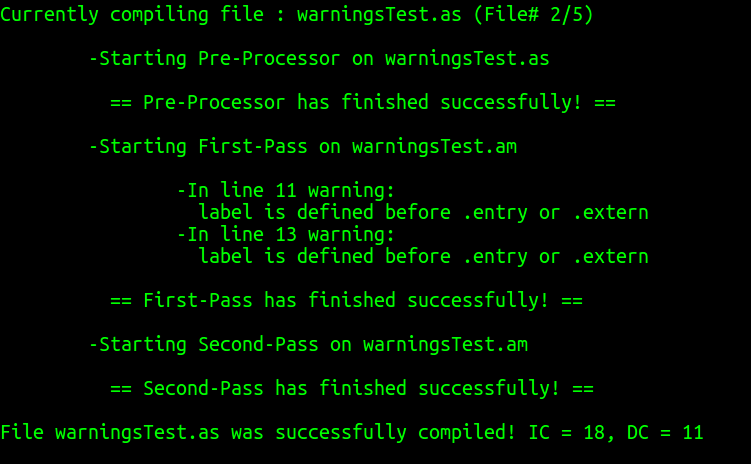 Currently compiling file : warningsTest.as (File# 2/5)
-Starting Pre-Processor on warningsTest.as
== Pre-Processor has finished successfully! ==
-Starting First-Pass on warningsTest.am
-In line 11 warning:
label is defined before .entry or .extern
-In line 13 warning:
label is defined before .entry or .extern
== First-Pass has finished successfully! ==
-Starting Second-Pass on warningsTest.am
== Second-Pass has finished successfully! ==
File warningsTest.as was successfully compiled! IC = 18, DC = 11